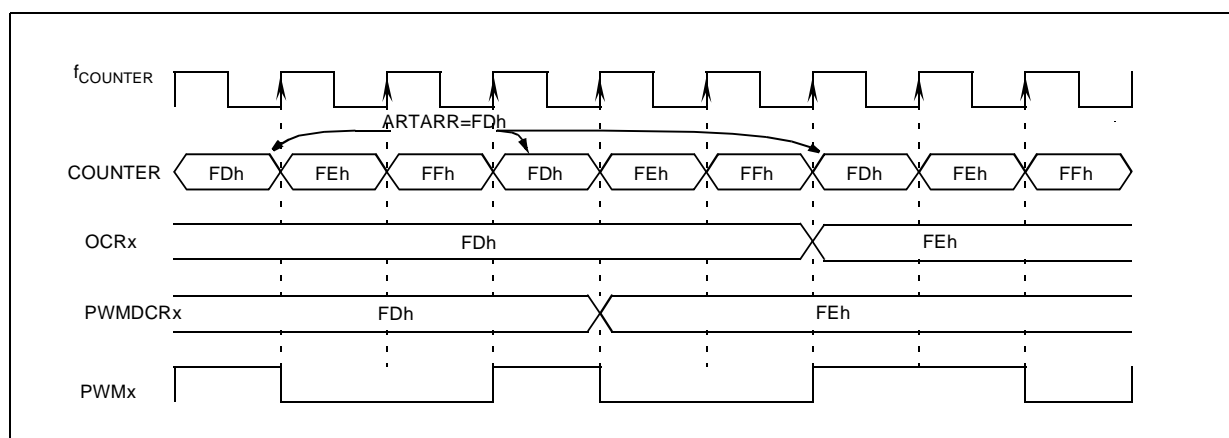 fCOUNTER
ARTARR=FDh
COUNTER FDh FEh FFh FDh FEh FFh FDh FEh FFh
OCRx FDh FEh
PWMDCRx FDh FEh
PWMx